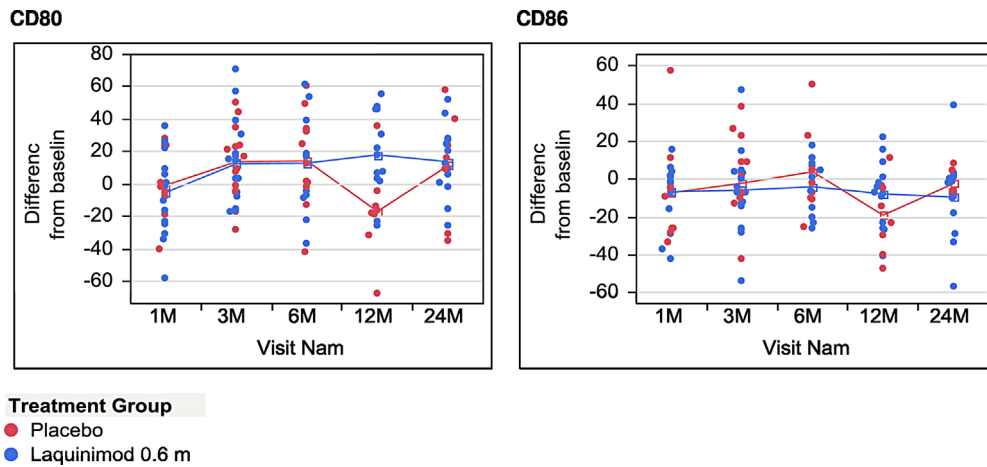 CD80
CD86
80
60
40
20
0
-20
-40
-60
Differenc
from baselin
1M 3M 6M 12M 24M
Visit Nam
60
40
20
0
-20
-40
-60
Differenc
from baselin
1M 3M 6M 12M 24M
Visit Nam
Treatment Group
Placebo
Laquinimod 0.6 m